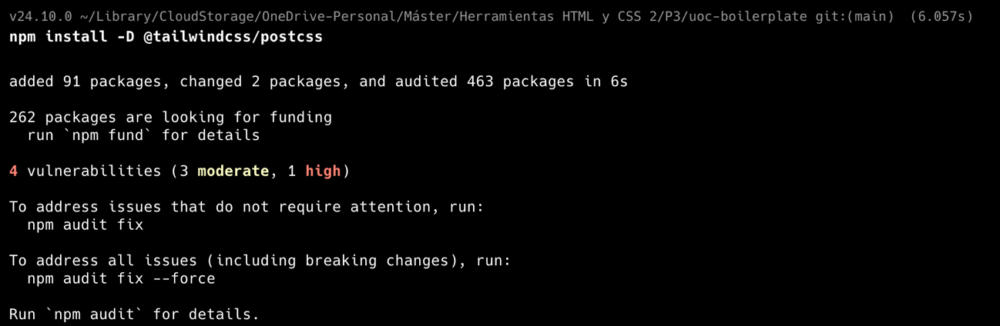 v24.10.0 ~/Library/CloudStorage/OneDrive-Personal/Máster/Herramientas HTML y CSS 2/P3/uoc-boilerplate git:(main) (6.057s)
npm install -D @tailwindcss/postcss
added 91 packages, changed 2 packages, and audited 463 packages in 6s
262 packages are looking for funding
run `npm fund` for details
4 vulnerabilities (3 moderate, 1 high)
To address issues that do not require attention, run:
npm audit fix
To address all issues (including breaking changes), run:
npm audit fix --force
Run `npm audit` for details.